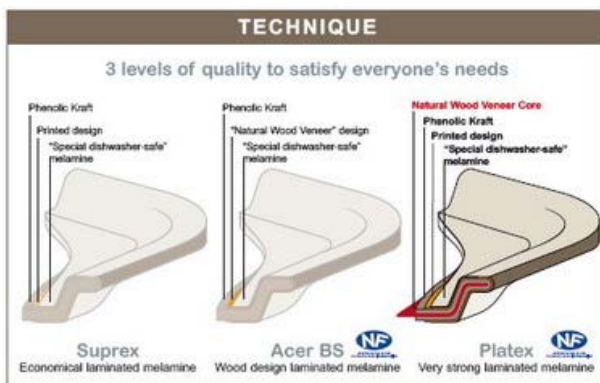 TECHNIQUE
3 levels of quality to satisfy everyone's needs
Phenolic Kraft
Printed design
"Special dishwasher-safe"
melamine
Phenolic Kraft
"Natural Wood Veneer" design
"Special dishwasher-safe"
melamine
Natural Wood Veneer Core
Phenolic Kraft
Printed design
"Special dishwasher-safe"
melamine
Suprex
Economical laminated melamine
Acer BS
NF
Wood design laminated melamine
Platex
NF
Very strong laminated melamine